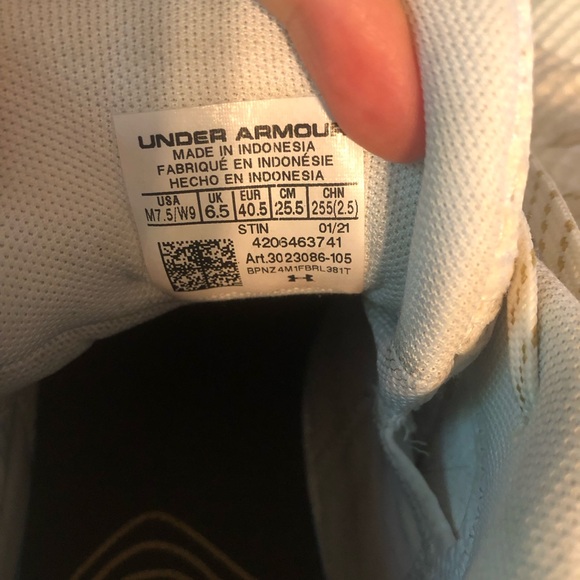 UNDER ARMOUR
MADE IN INDONESIA
FABRIQUÉ EN INDONÉSIE
HECHO EN INDONESIA
USA UK EUR CM CHN
M7.5/W9 6.5 40.5 25.5 255(2.5)
STIN 01/21
4206463741
Art.3023086-105
BPNZ4M1FBRL381T